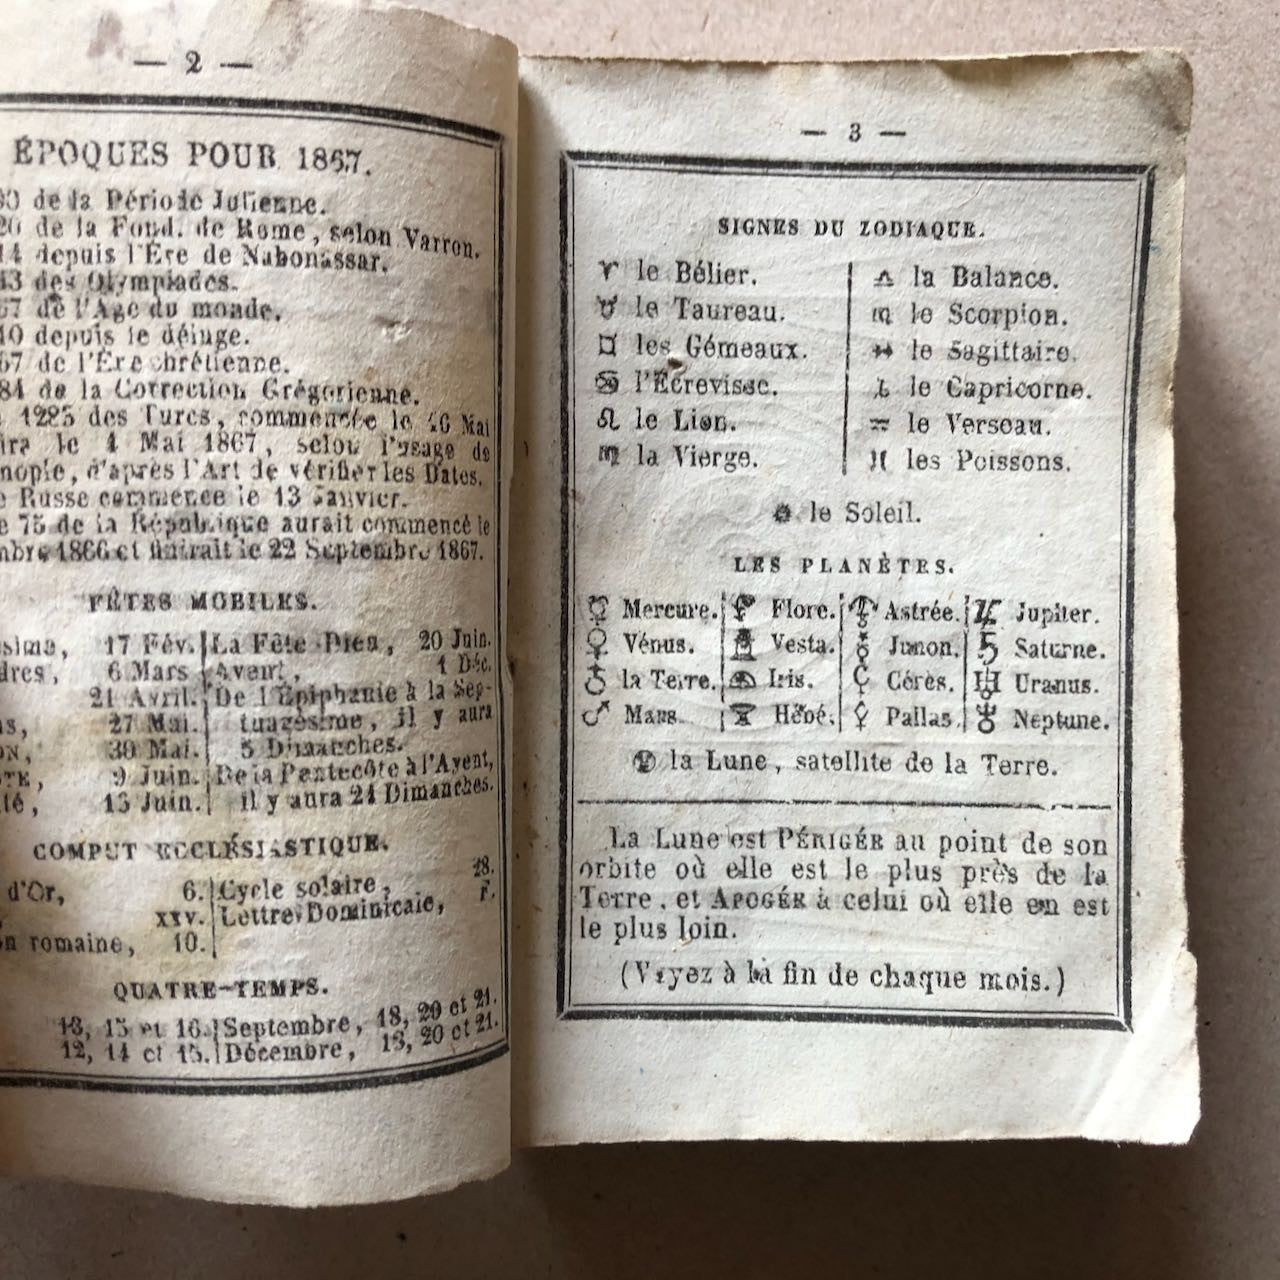 — 2 —
ÉPOQUES POUR 1867.
de la Période Julienne.
de la Fond. de Rome, selon Varron.
depuis l'Ère de Nabonassar.
des Olympiades.
de l'Age du monde.
depuis le déluge.
de l'Ère chrétienne.
84 de la Correction Grégorienne.
1283 des Turcs, commencée le 16 Mai
le 4 Mai 1867, selon l'usage de
d'après l'Art de vérifier les Dates.
Russe commence le 13 Janvier.
75 de la République aurait commencé le
1866 et finirait le 22 Septembre 1867.
FÊTES MOBILES.
17 Fév. La Fête-Dieu, 20 Juin.
6 Mars Avent, 1 Déc.
21 Avril. De l'Épiphanie à la Sep-
27 Mai. tuagésime, il y aura
30 Mai. 5 Dimanches.
9 Juin. De la Pentecôte à l'Avent,
il y aura 24 Dimanches.
COMPUT ECCLÉSIASTIQUE.
d'Or, 6. Cycle solaire, 28.
XXV. Lettre Dominicale, F.
romaine, 10.
QUATRE-TEMPS.
13, 15 et 16. Septembre, 18, 20 et 21.
12, 14 et 15. Décembre, 18, 20 et 21.
— 3 —
SIGNES DU ZODIAQUE.
♈ le Bélier. ♎ la Balance.
♉ le Taureau. ♏ le Scorpion.
♊ les Gémeaux. ♐ le Sagittaire.
♋ l'Écrevisse. ♑ le Capricorne.
♌ le Lion. ♒ le Verseau.
♍ la Vierge. ♓ les Poissons.
le Soleil.
LES PLANÈTES.
☿ Mercure. Flore. Astrée. ♃ Jupiter.
♀ Vénus. Vesta. Junon. ♄ Saturne.
♁ la Terre. Iris. Cérès. Uranus.
♂ Mars. Hébé. Pallas. Neptune.
la Lune, satellite de la Terre.
La Lune est PÉRIGÉE au point de son
orbite où elle est le plus près de la
Terre, et APOGÉE à celui où elle en est
le plus loin.
(Voyez à la fin de chaque mois.)